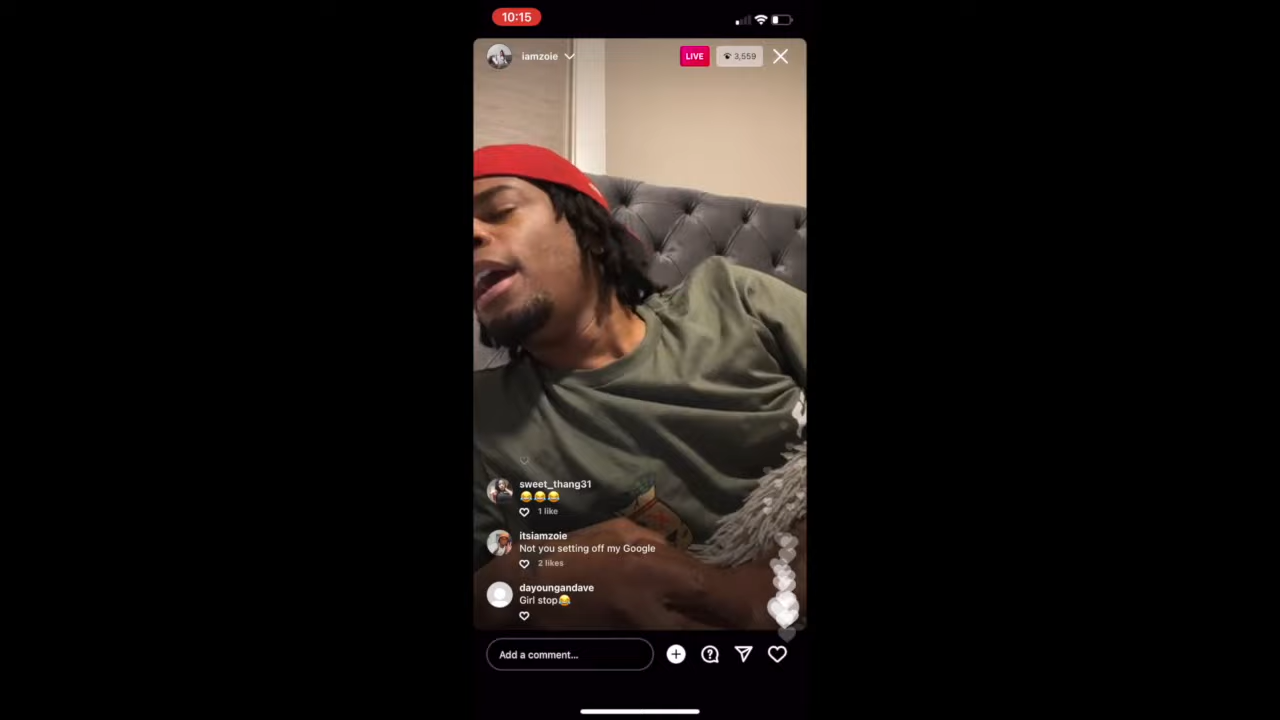 10:15
iamzoie
LIVE
3,559
sweet_thang31
😂😂😂
1 like
itsiamzoie
Not you setting off my Google
2 likes
dayoungandave
Girl stop😂
Add a comment...